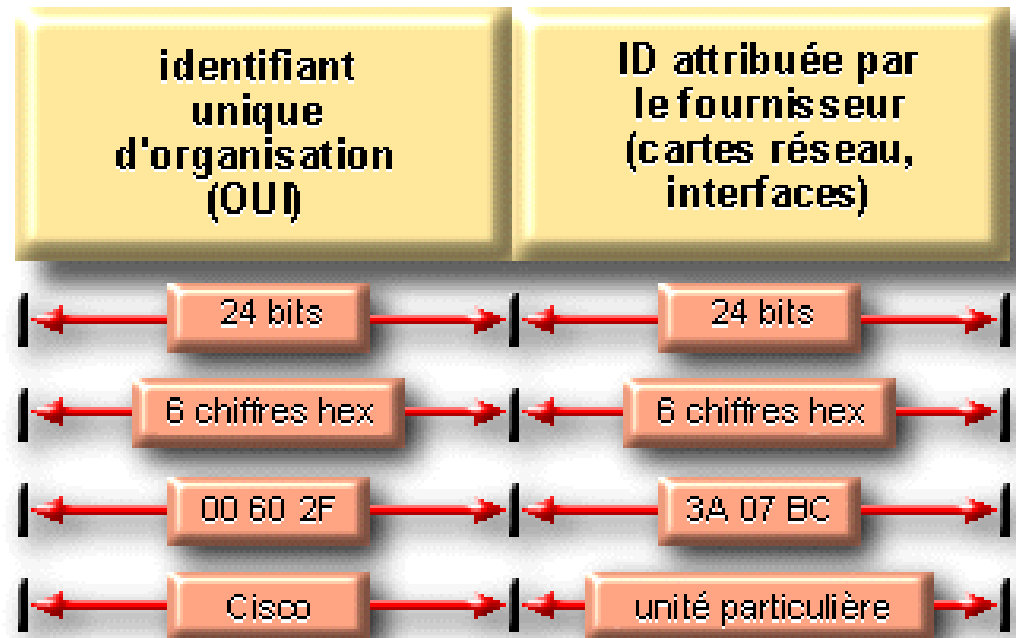 identifiant
unique
d'organisation
(OUI)
ID attribuée par
le fournisseur
(cartes réseau,
interfaces)
24 bits
24 bits
6 chiffres hex
6 chiffres hex
00 60 2F
3A 07 BC
Cisco
unité particulière